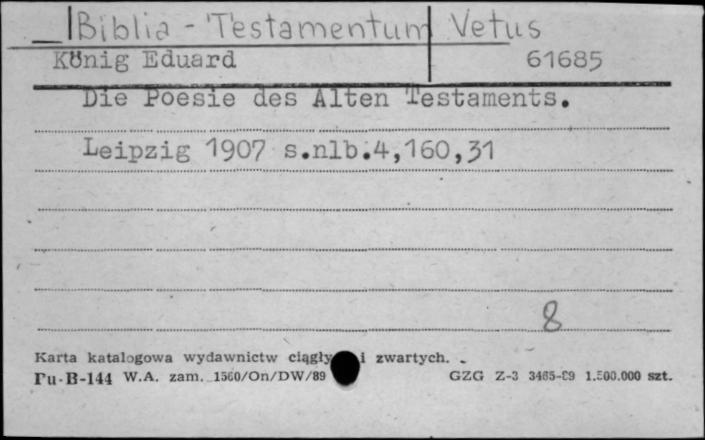 Biblia - Testamentum Vetus
König Eduard 61685
Die Poesie des Alten Testaments.
Leipzig 1907 s.nlb.4,160,31
8
Karta katalogowa wydawnictw ciągły i zwartych.
Pu-B-144 W.A. zam. 1560/On/DW/89 GZG Z-3 3465-89 1.500.000 szt.